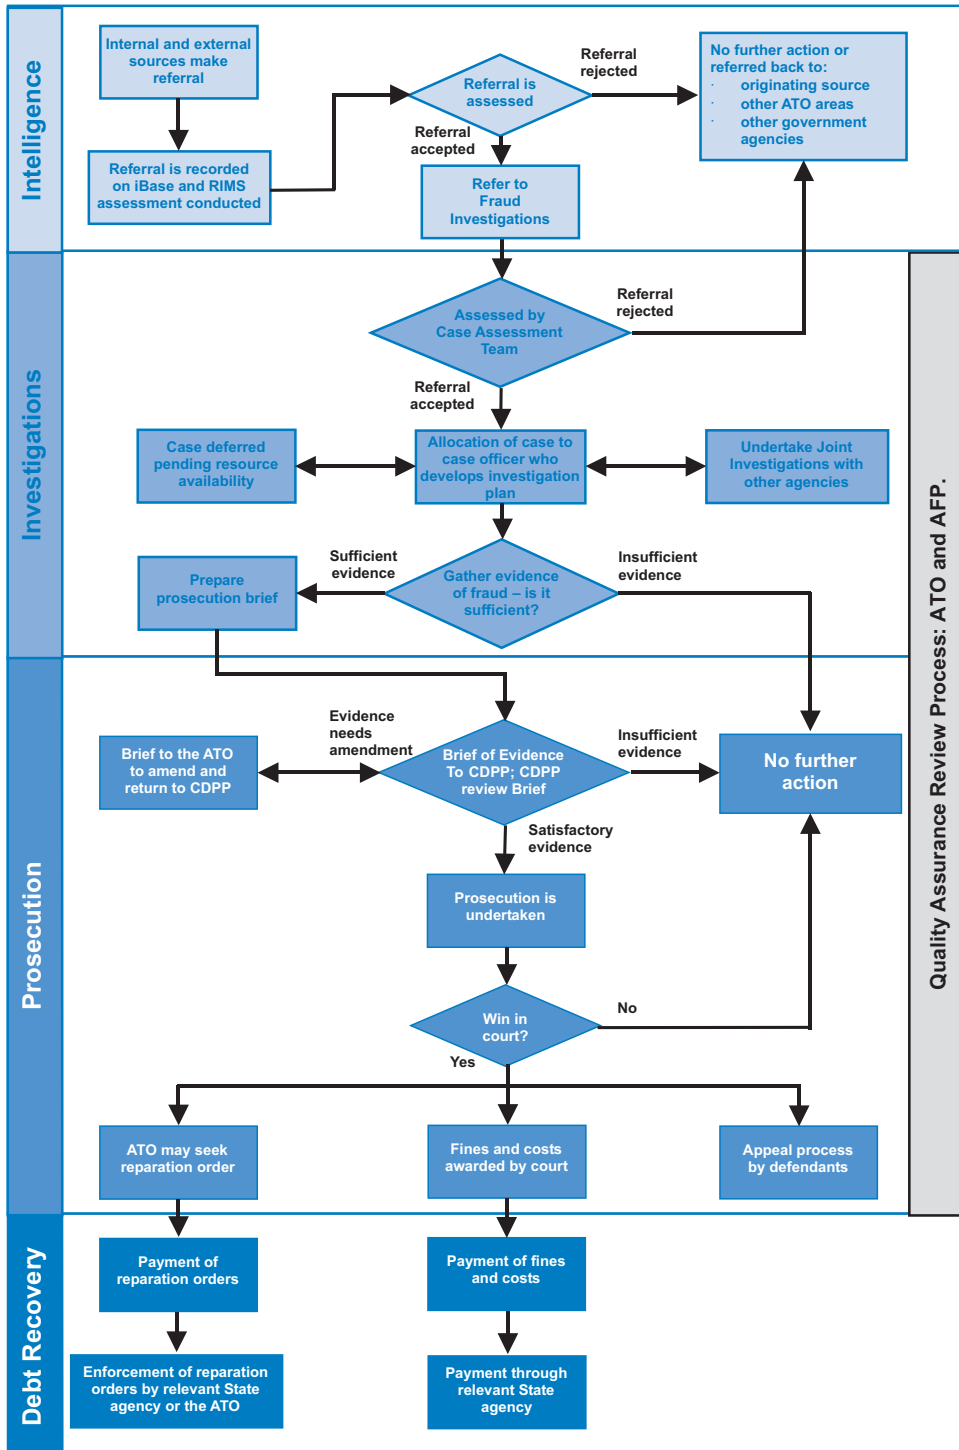 Intelligence
Internal and external
sources make
referral
Referral is recorded
on iBase and RIMS
assessment conducted
Referral is
assessed
Referral
rejected
Referral
accepted
No further action or
referred back to:
· originating source
· other ATO areas
· other government
agencies
Refer to
Fraud
Investigations
Investigations
Assessed by
Case Assessment
Team
Referral
rejected
Referral
accepted
Case deferred
pending resource
availability
Allocation of case to
case officer who
develops investigation
plan
Undertake Joint
Investigations with
other agencies
Sufficient
evidence
Gather evidence
of fraud – is it
sufficient?
Insufficient
evidence
Prepare
prosecution brief
Quality Assurance Review Process: ATO and AFP.
Prosecution
Evidence
needs
amendment
Brief to the ATO
to amend and
return to CDPP
Brief of Evidence
To CDPP; CDPP
review Brief
Insufficient
evidence
No further
action
Satisfactory
evidence
Prosecution is
undertaken
Win in
court?
No
Yes
ATO may seek
reparation order
Fines and costs
awarded by court
Appeal process
by defendants
Debt Recovery
Payment of
reparation orders
Payment of fines
and costs
Enforcement of reparation
orders by relevant State
agency or the ATO
Payment through
relevant State
agency